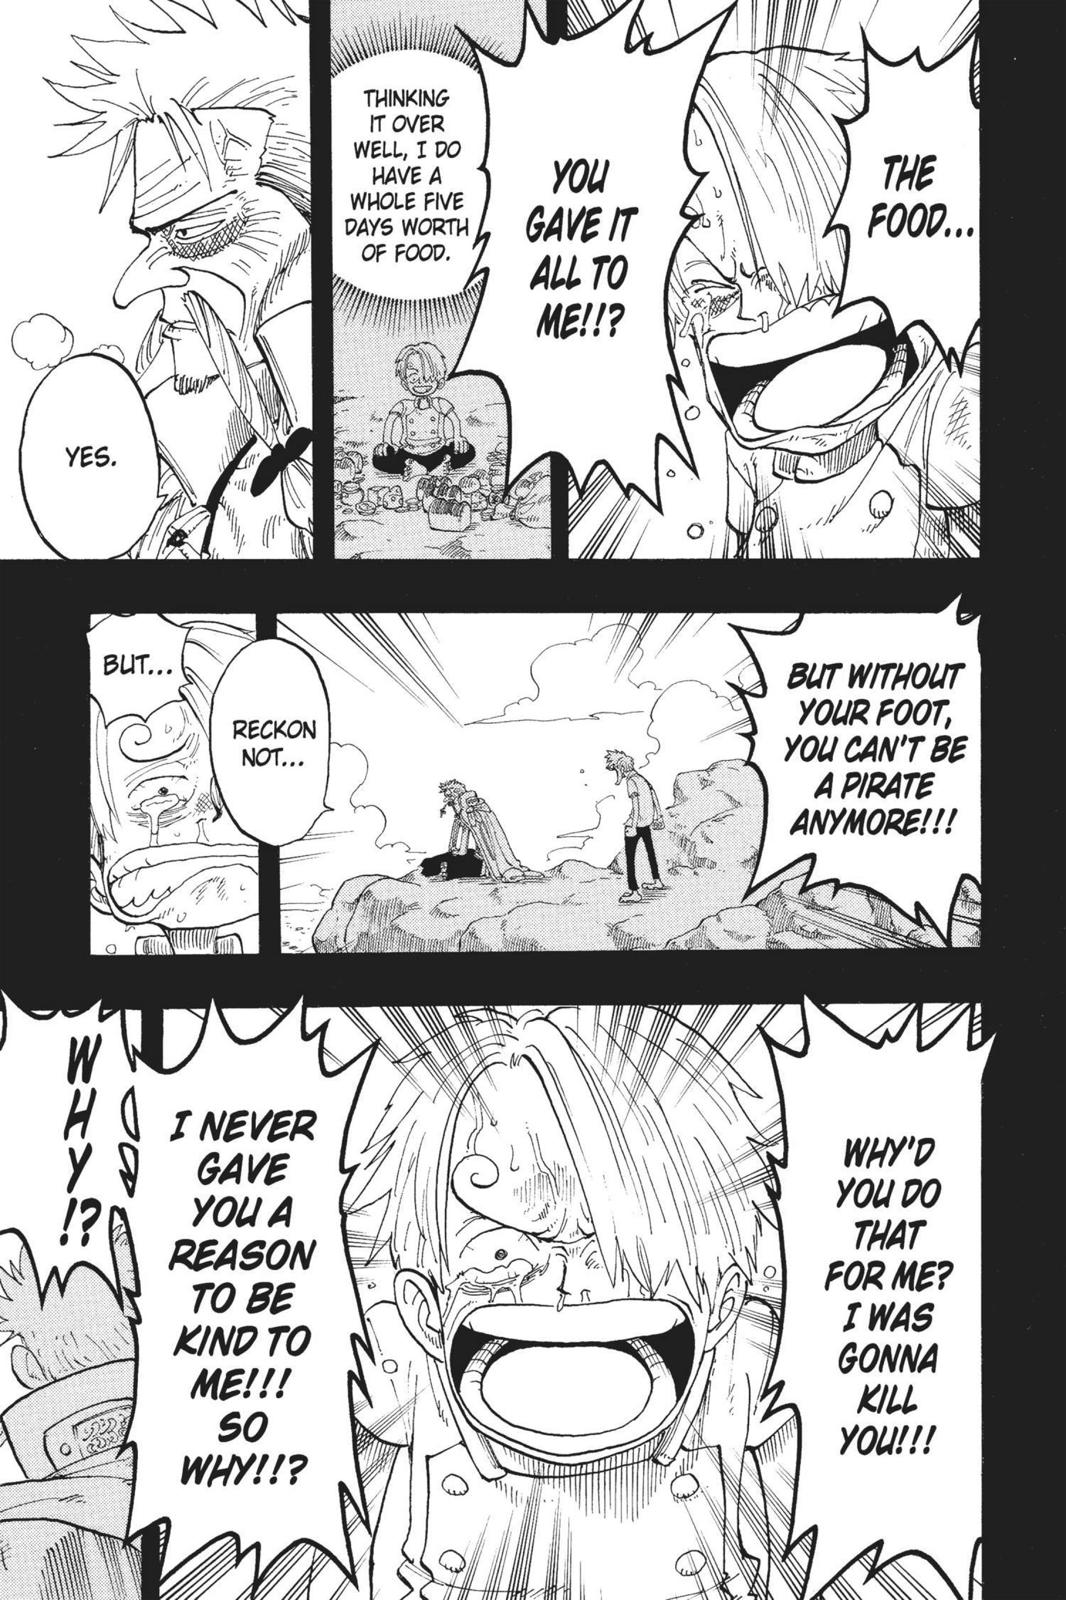 THE
FOOD...
YOU
GAVE IT
ALL TO
ME!!?
THINKING
IT OVER
WELL, I DO
HAVE A
WHOLE FIVE
DAYS WORTH
OF FOOD.
YES.
BUT WITHOUT
YOUR FOOT,
YOU CAN'T BE
A PIRATE
ANYMORE!!!
RECKON
NOT...
BUT...
WHY'D
YOU DO
THAT
FOR ME?
I WAS
GONNA
KILL
YOU!!!
I NEVER
GAVE
YOU A
REASON
TO BE
KIND TO
ME!!!
SO
WHY!!?
WHY!?